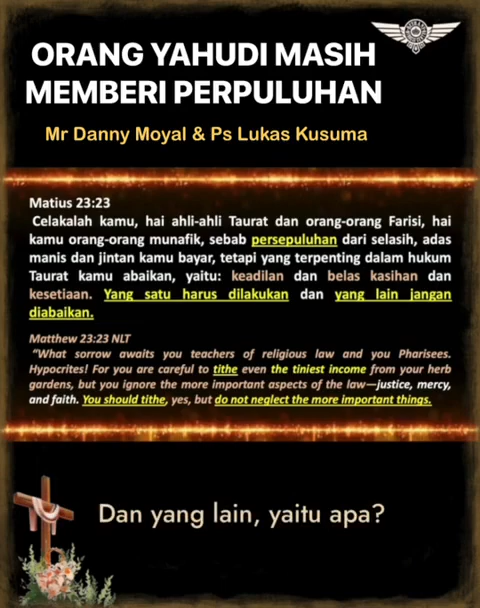 ORANG YAHUDI MASIH
MEMBERI PERPULUHAN
Mr Danny Moyal & Ps Lukas Kusuma
Matius 23:23
Celakalah kamu, hai ahli-ahli Taurat dan orang-orang Farisi, hai
kamu orang-orang munafik, sebab persepuluhan dari selasih, adas
manis dan jintan kamu bayar, tetapi yang terpenting dalam hukum
Taurat kamu abaikan, yaitu: keadilan dan belas kasihan dan
kesetiaan. Yang satu harus dilakukan dan yang lain jangan
diabaikan.
Matthew 23:23 NLT
“What sorrow awaits you teachers of religious law and you Pharisees.
Hypocrites! For you are careful to tithe even the tiniest income from your herb
gardens, but you ignore the more important aspects of the law—justice, mercy,
and faith. You should tithe, yes, but do not neglect the more important things.
Dan yang lain, yaitu apa?